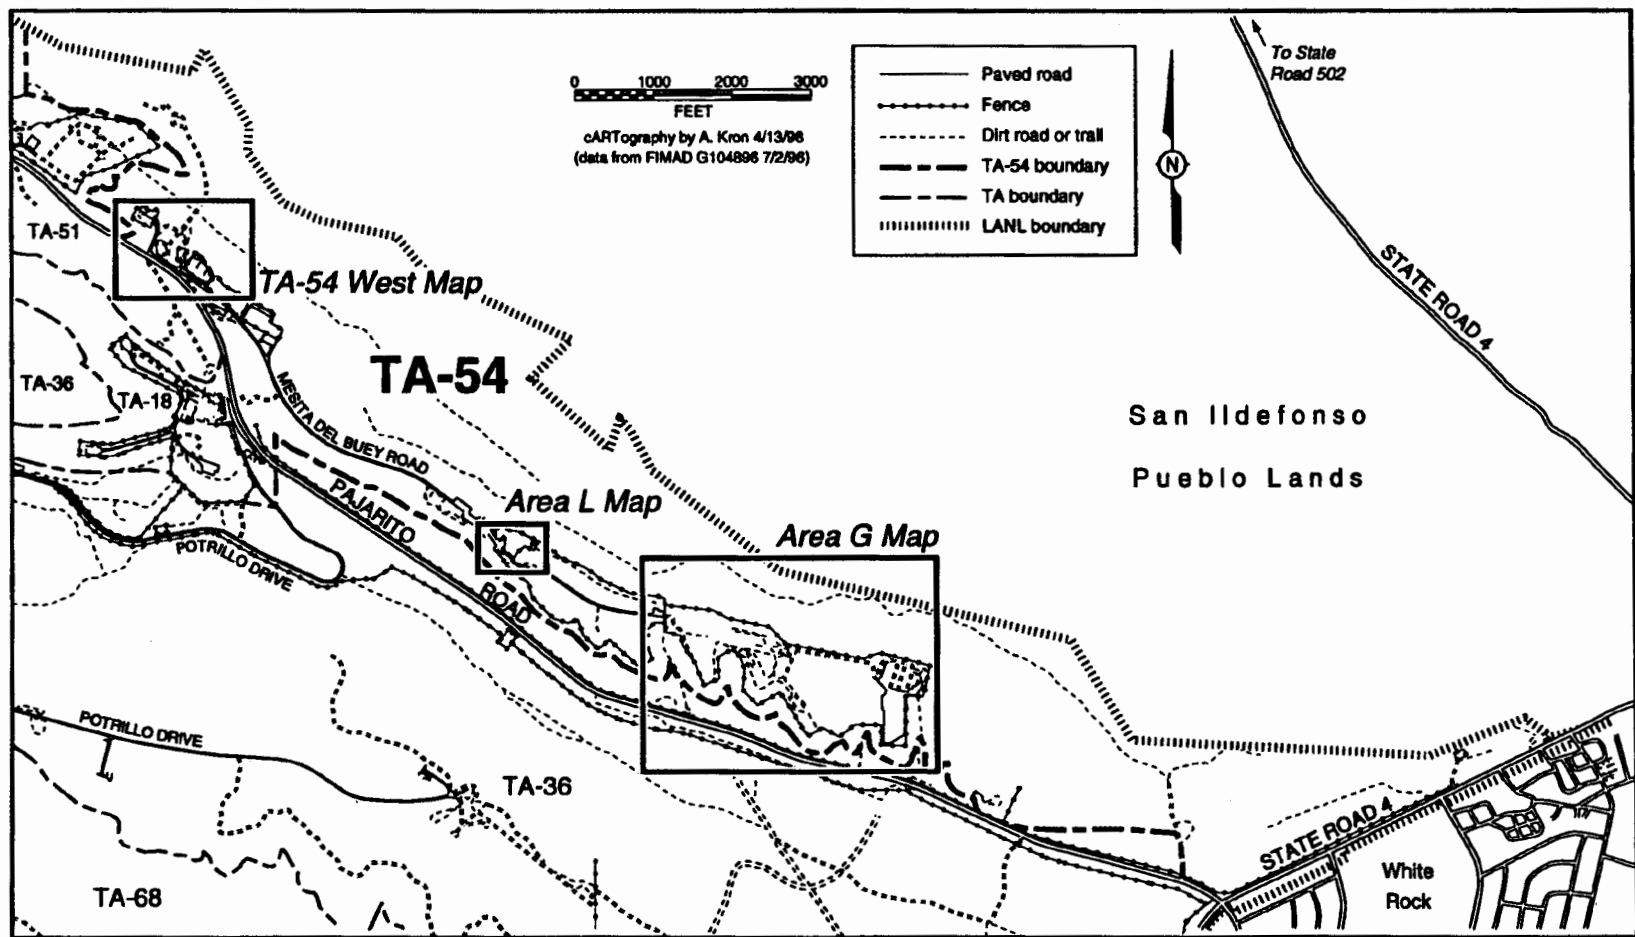 0 1000 2000 3000
FEET
cARTography by A. Kron 4/13/98
(data from FIMAD G104896 7/2/96)
Paved road
Fence
Dirt road or trail
TA-54 boundary
TA boundary
LANL boundary
N
To State
Road 502
STATE ROAD 4
TA-51
TA-54 West Map
TA-54
TA-36
TA-18
MESITA DEL BUEY ROAD
San Ildefonso
Pueblo Lands
Area L Map
PAJARITO
ROAD
Area G Map
POTRILLO DRIVE
POTRILLO DRIVE
TA-36
TA-68
STATE ROAD 4
White
Rock